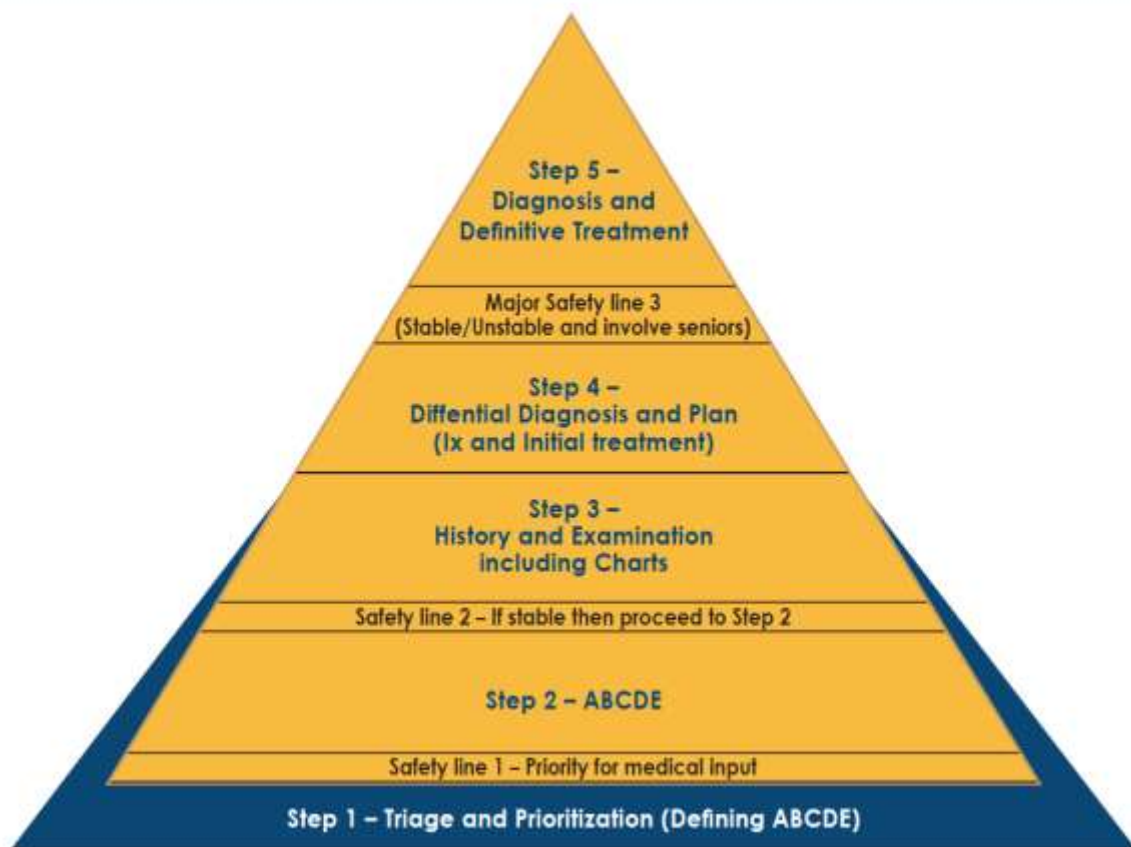 Step 5 –
Diagnosis and
Definitive Treatment
Major Safety line 3
(Stable/Unstable and involve seniors)
Step 4 –
Diffential Diagnosis and Plan
(Ix and Initial treatment)
Step 3 –
History and Examination
including Charts
Safety line 2 – If stable then proceed to Step 2
Step 2 – ABCDE
Safety line 1 – Priority for medical input
Step 1 – Triage and Prioritization (Defining ABCDE)